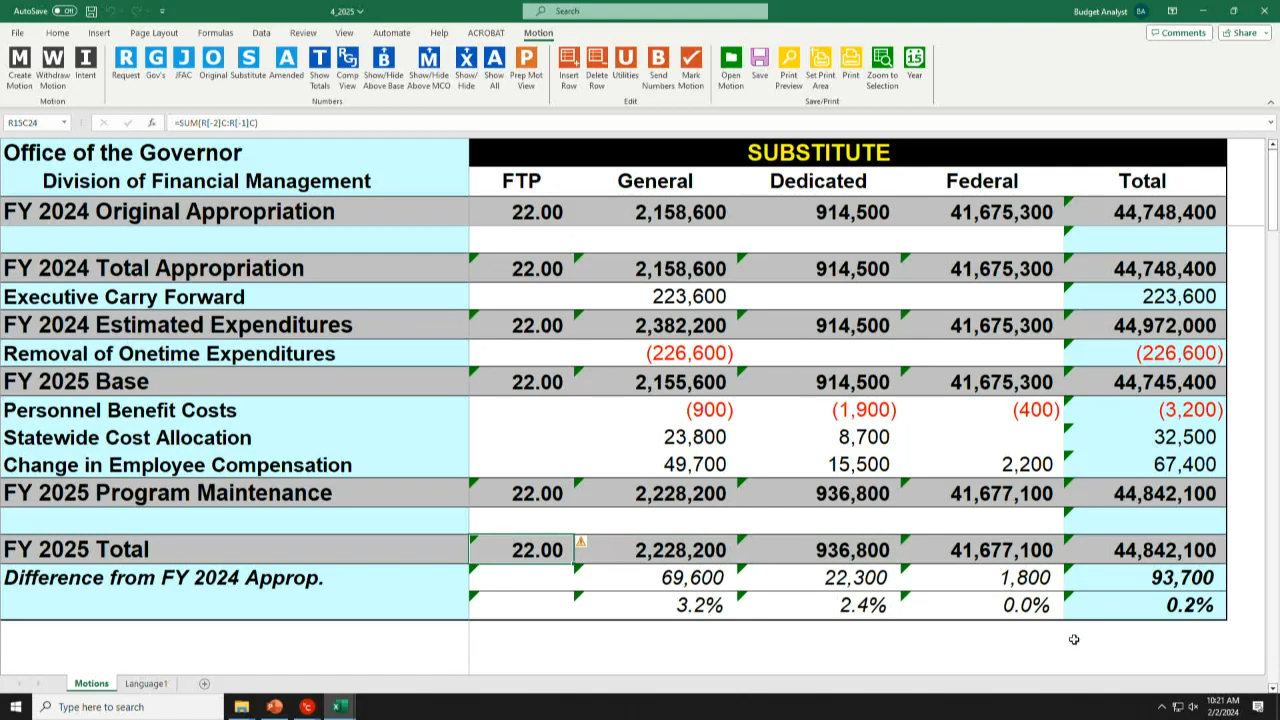 AutoSave Off 4_2025 Search Budget Analyst BA
File Home Insert Page Layout Formulas Data Review View Automate Help ACROBAT Motion Comments Share
M W I R G J O S A T RG B M X A P U B 15
Create Motion Withdraw Motion Intent Request Gov's JFAC Original Substitute Amended Show Totals Comp View Show/Hide Above Base Show/Hide Above MCO Show/ Hide Show All Prep Mot View Insert Row Delete Row Utilities Send Numbers Mark Motion Open Motion Save Print Preview Set Print Area Print Zoom to Selection Year
Motion Numbers Edit Save/Print
R15C24 fx =SUM(R[-2]C:R[-1]C)
Office of the Governor SUBSTITUTE
Division of Financial Management FTP General Dedicated Federal Total
FY 2024 Original Appropriation 22.00 2,158,600 914,500 41,675,300 44,748,400
FY 2024 Total Appropriation 22.00 2,158,600 914,500 41,675,300 44,748,400
Executive Carry Forward 223,600 223,600
FY 2024 Estimated Expenditures 22.00 2,382,200 914,500 41,675,300 44,972,000
Removal of Onetime Expenditures (226,600) (226,600)
FY 2025 Base 22.00 2,155,600 914,500 41,675,300 44,745,400
Personnel Benefit Costs (900) (1,900) (400) (3,200)
Statewide Cost Allocation 23,800 8,700 32,500
Change in Employee Compensation 49,700 15,500 2,200 67,400
FY 2025 Program Maintenance 22.00 2,228,200 936,800 41,677,100 44,842,100
FY 2025 Total 22.00 2,228,200 936,800 41,677,100 44,842,100
Difference from FY 2024 Approp. 69,600 22,300 1,800 93,700
3.2% 2.4% 0.0% 0.2%
Motions Language1
Type here to search 10:21 AM
2/2/2024